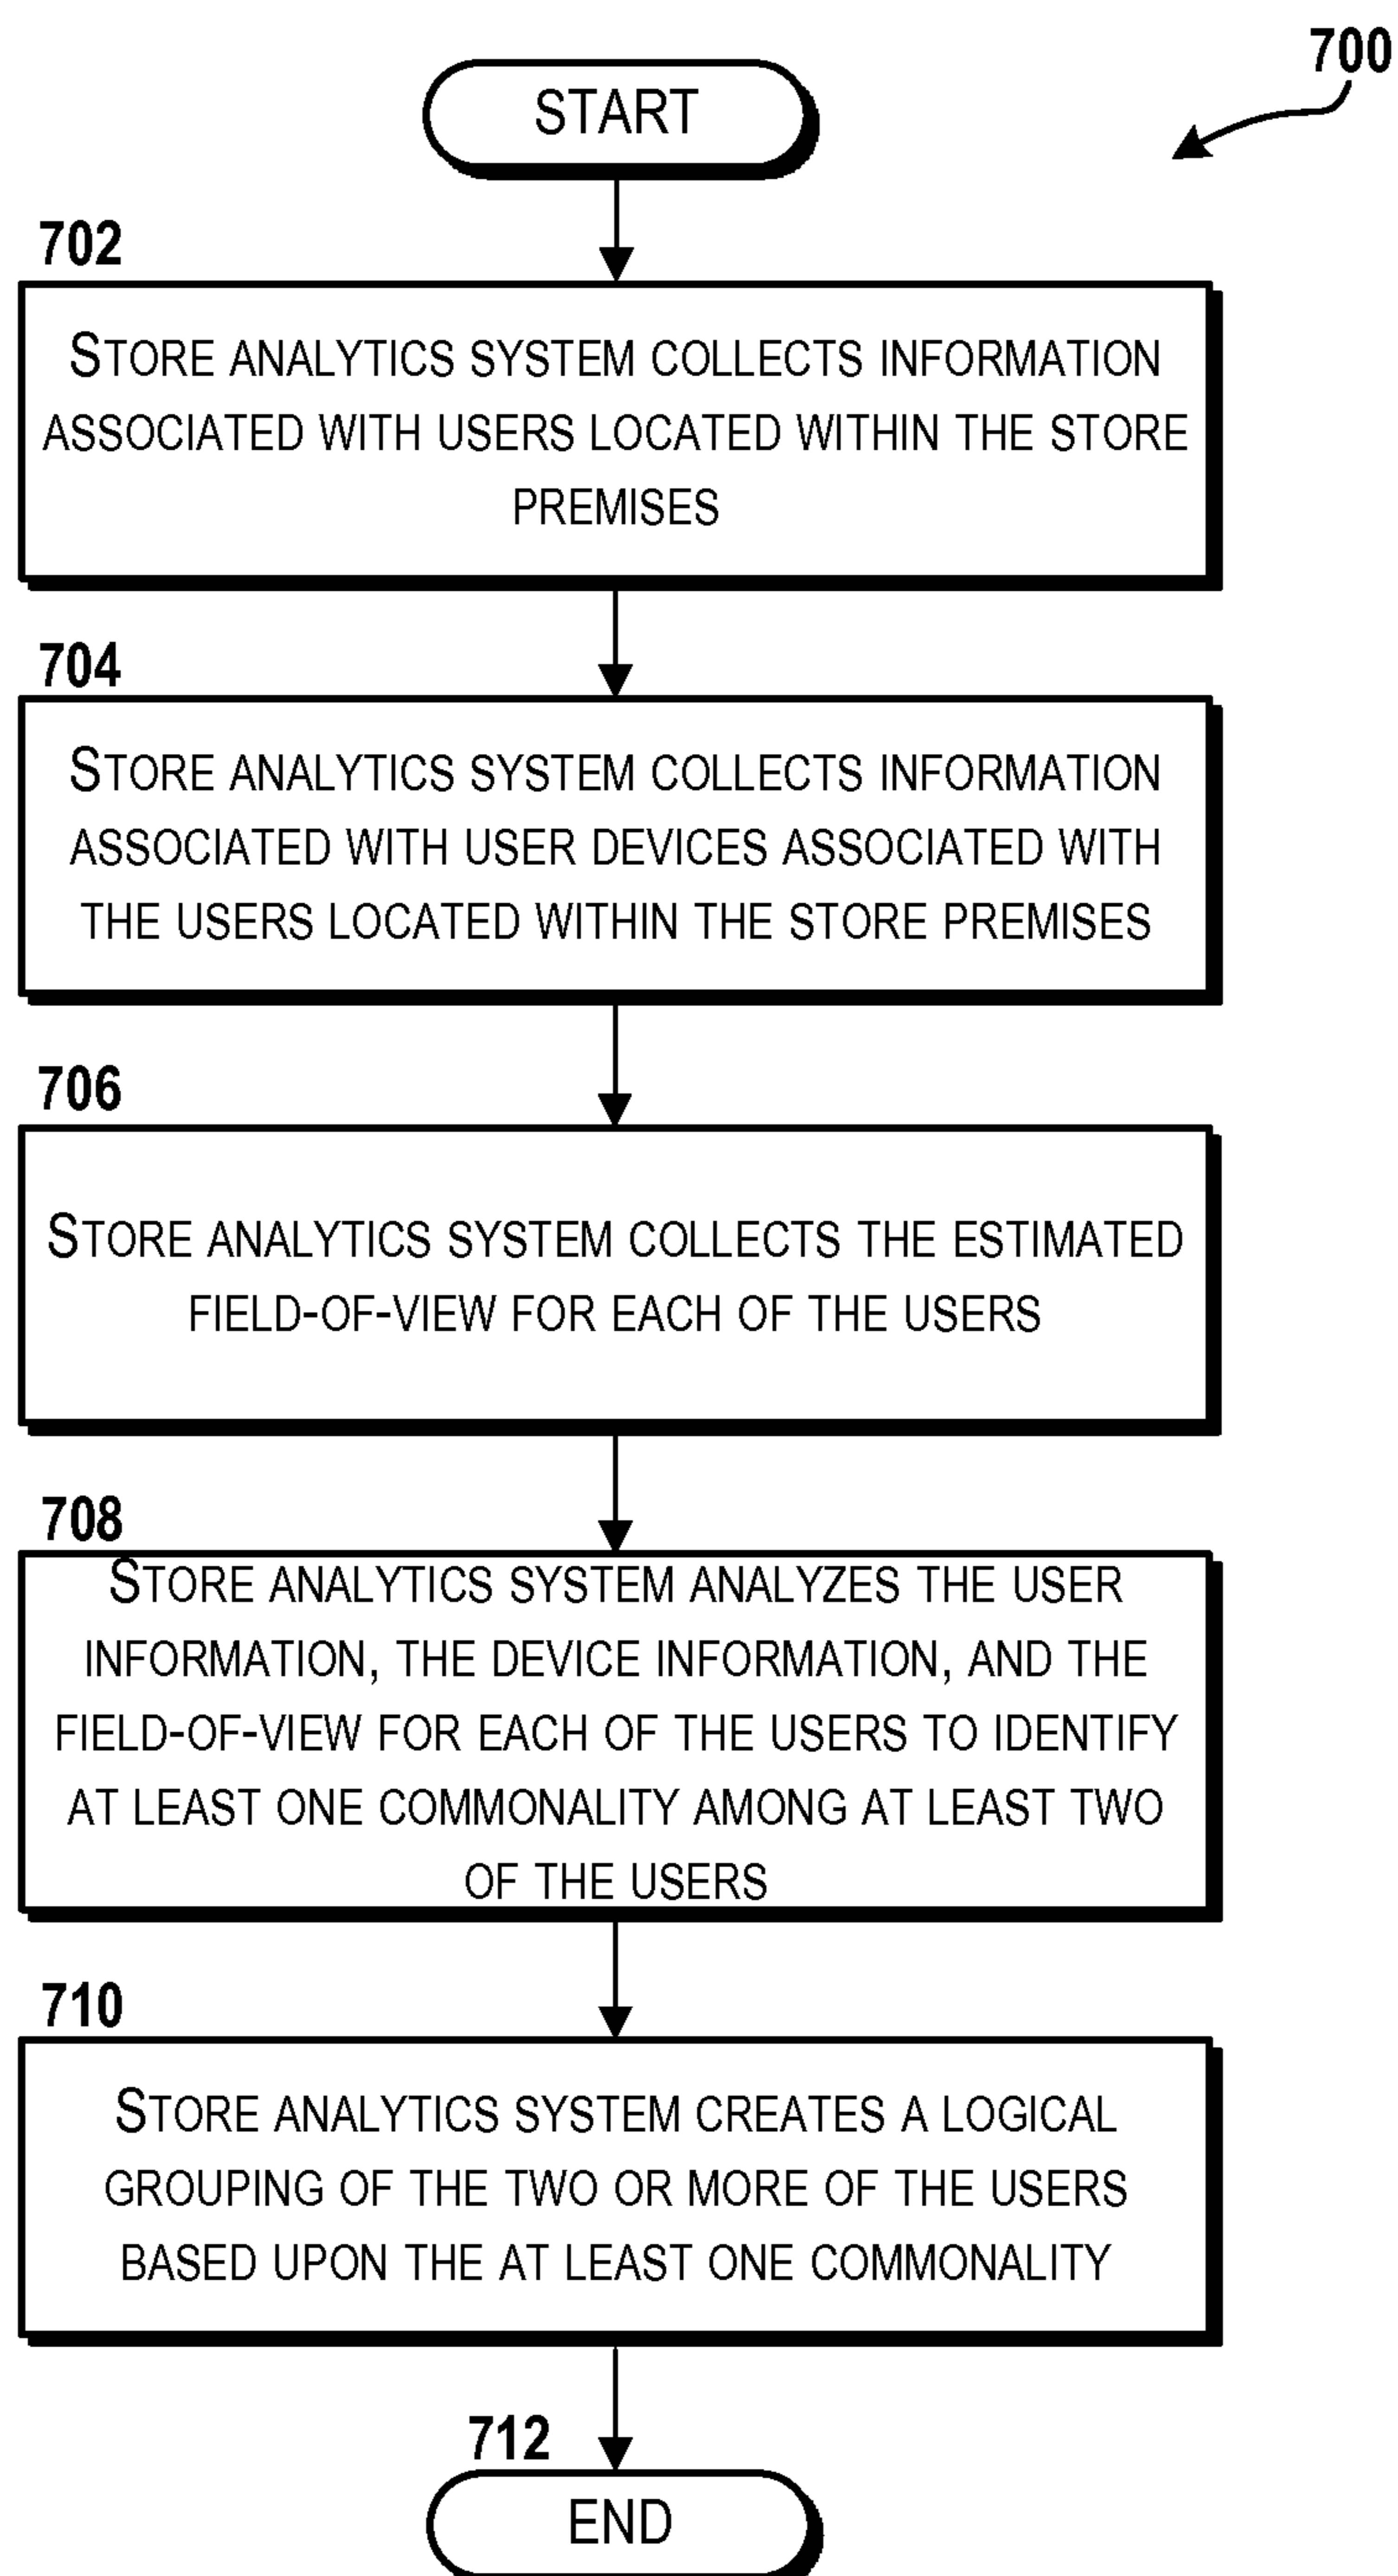 700
START
702
STORE ANALYTICS SYSTEM COLLECTS INFORMATION
ASSOCIATED WITH USERS LOCATED WITHIN THE STORE
PREMISES
704
STORE ANALYTICS SYSTEM COLLECTS INFORMATION
ASSOCIATED WITH USER DEVICES ASSOCIATED WITH
THE USERS LOCATED WITHIN THE STORE PREMISES
706
STORE ANALYTICS SYSTEM COLLECTS THE ESTIMATED
FIELD-OF-VIEW FOR EACH OF THE USERS
708
STORE ANALYTICS SYSTEM ANALYZES THE USER
INFORMATION, THE DEVICE INFORMATION, AND THE
FIELD-OF-VIEW FOR EACH OF THE USERS TO IDENTIFY
AT LEAST ONE COMMONALITY AMONG AT LEAST TWO
OF THE USERS
710
STORE ANALYTICS SYSTEM CREATES A LOGICAL
GROUPING OF THE TWO OR MORE OF THE USERS
BASED UPON THE AT LEAST ONE COMMONALITY
712
END